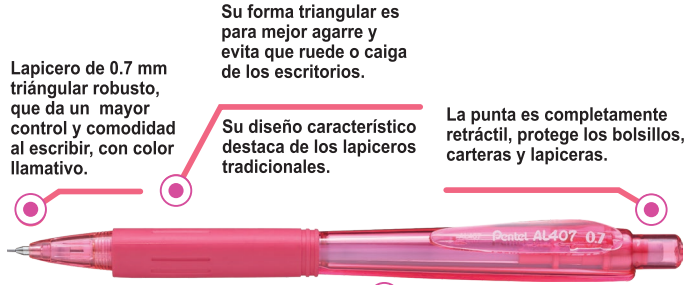 Su forma triangular es
para mejor agarre y
evita que ruede o caiga
de los escritorios.
Lapicero de 0.7 mm
triángular robusto,
que da un mayor
control y comodidad
al escribir, con color
llamativo.
Su diseño característico
destaca de los lapiceros
tradicionales.
La punta es completamente
retráctil, protege los bolsillos,
carteras y lapiceras.
Pentel AL407 0.7